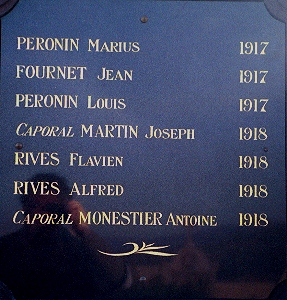 PERONIN MARIUS 1917
FOURNET JEAN 1917
PERONIN LOUIS 1917
CAPORAL MARTIN JOSEPH 1918
RIVES FLAVIEN 1918
RIVES ALFRED 1918
CAPORAL MONESTIER ANTOINE 1918